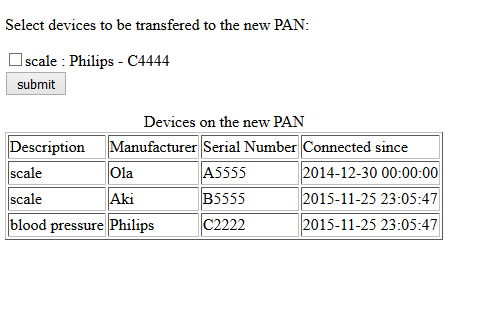 Select devices to be transfered to the new PAN:
scale : Philips - C4444
submit
Devices on the new PAN
Description Manufacturer Serial Number Connected since
scale Ola A5555 2014-12-30 00:00:00
scale Aki B5555 2015-11-25 23:05:47
blood pressure Philips C2222 2015-11-25 23:05:47